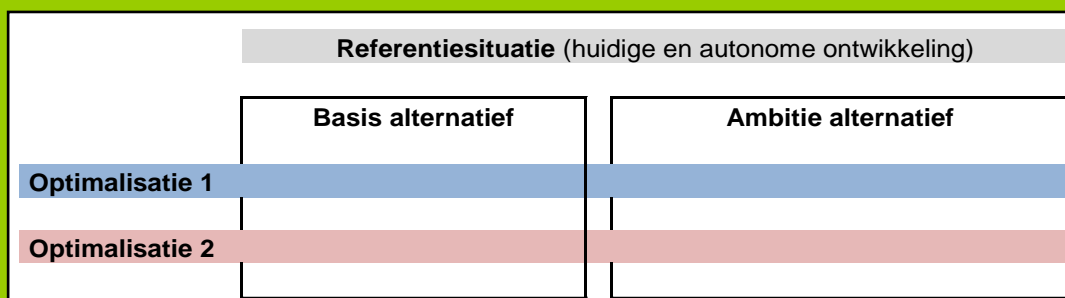 Referentiesituatie (huidige en autonome ontwikkeling)
Basis alternatief
Ambitie alternatief
Optimalisatie 1
Optimalisatie 2